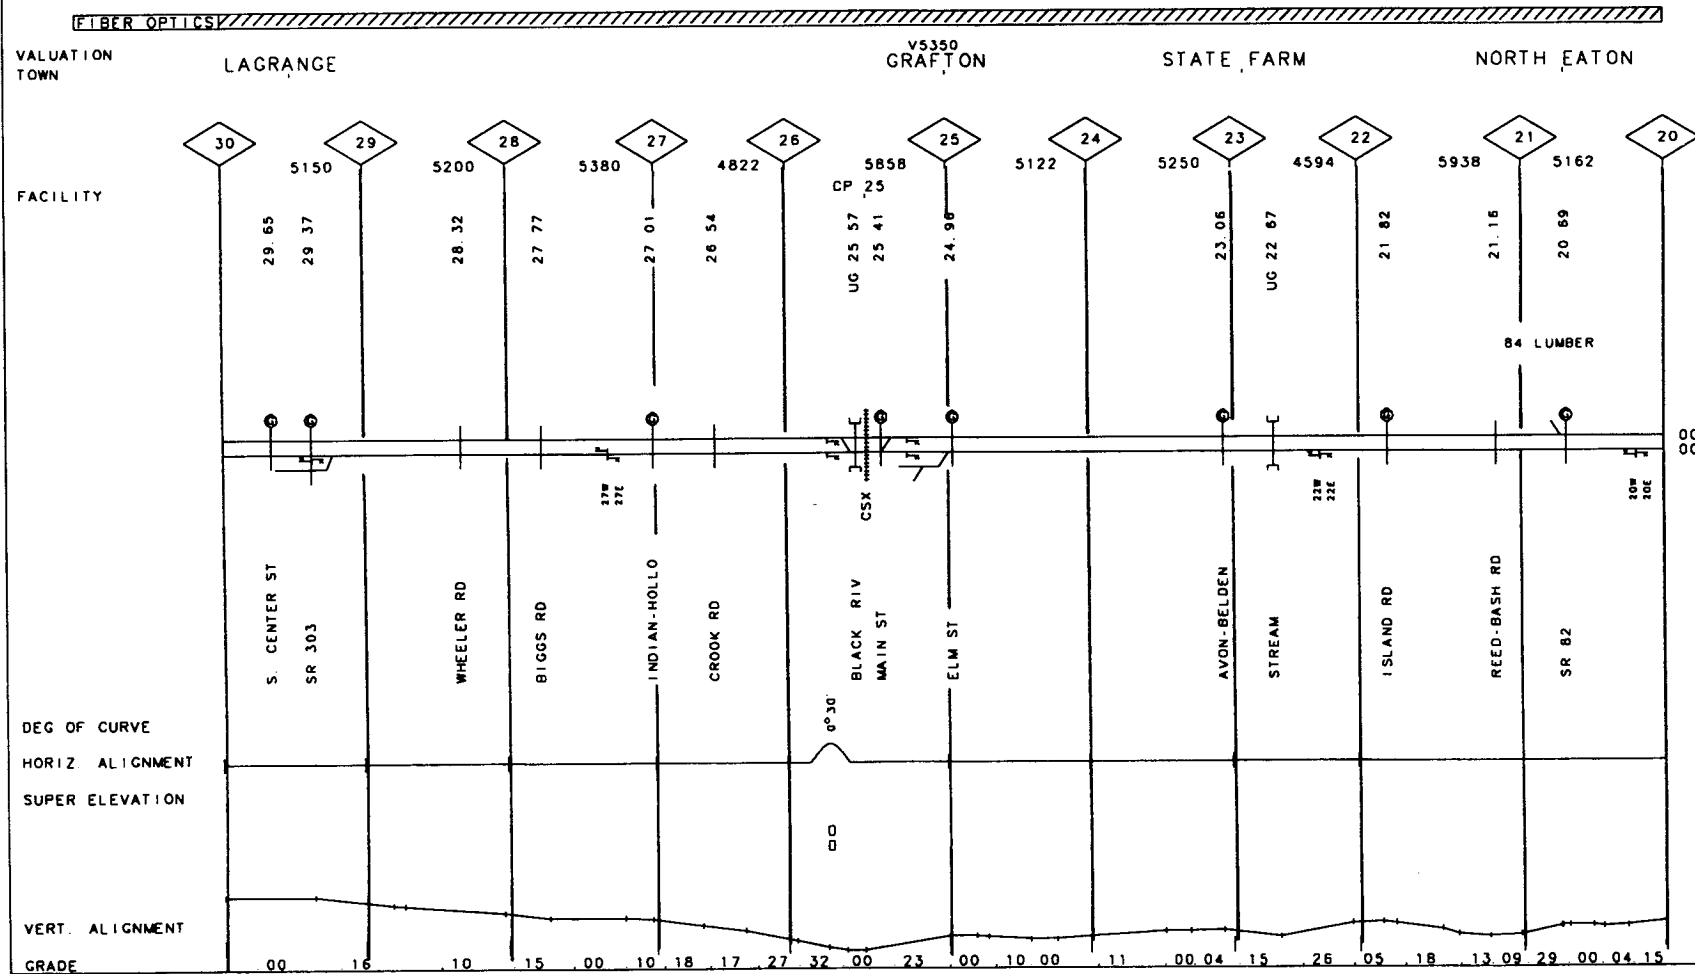 FIBER OPTICS
VALUATION V5350
TOWN LAGRANGE GRAFTON STATE FARM NORTH EATON
30 29 28 27 26 25 24 23 22 21 20
5150 5200 5380 4822 5858 5122 5250 4594 5938 5162
FACILITY
CP 25
29.65
29 37
28.32
27 77
27 01
26 54
UG 25 57
25 41
24.96
23.06
UG 22 67
21 82
21.16
20 69
84 LUMBER
00
00
27W
27E
CSX
22W
22E
20W
20E
S. CENTER ST
SR 303
WHEELER RD
BIGGS RD
INDIAN-HOLLO
CROOK RD
BLACK RIV
MAIN ST
ELM ST
AVON-BELDEN
STREAM
ISLAND RD
REED-BASH RD
SR 82
DEG OF CURVE 0°30'
HORIZ. ALIGNMENT
SUPER ELEVATION
0
0
VERT. ALIGNMENT
GRADE .00 .16 .10 .15 .00 .10 .18 .17 .27 .32 .00 .23 .00 .10 .00 .11 .00 .04 .15 .26 .05 .18 .13 .09 .29 .00 .04 .15